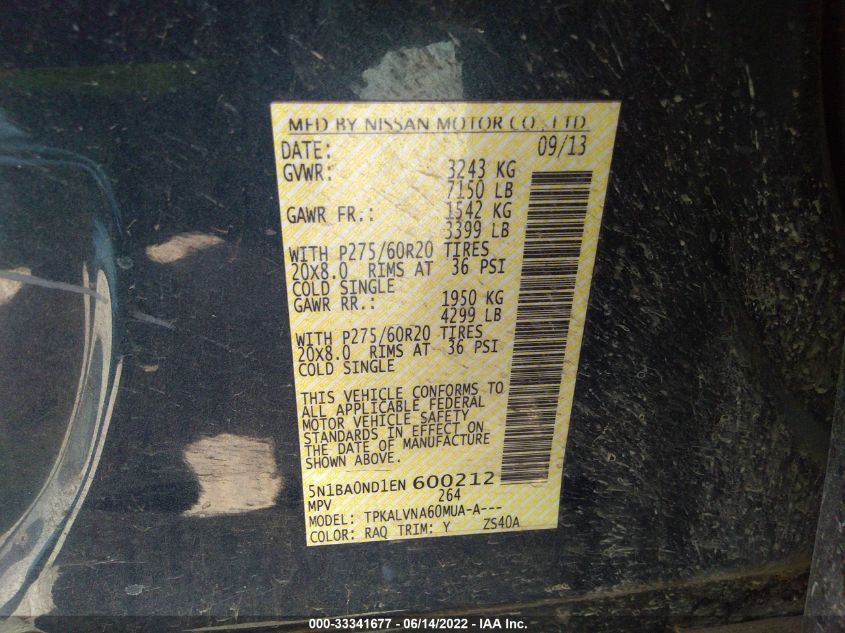 MFD BY NISSAN MOTOR CO., LTD
DATE: 09/13
GVWR: 3243 KG
7150 LB
GAWR FR.: 1542 KG
3399 LB
WITH P275/60R20 TIRES
20X8.0 RIMS AT 36 PSI
COLD SINGLE
GAWR RR.: 1950 KG
4299 LB
WITH P275/60R20 TIRES
20X8.0 RIMS AT 36 PSI
COLD SINGLE
THIS VEHICLE CONFORMS TO
ALL APPLICABLE FEDERAL
MOTOR VEHICLE SAFETY
STANDARDS IN EFFECT ON
THE DATE OF MANUFACTURE
SHOWN ABOVE.
5N1BA0ND1EN 600212
MPV 264
MODEL: TPKALVNA60MUA-A---
COLOR: RAQ TRIM: Y ZS40A
000-33341677 - 06/14/2022 - IAA Inc.